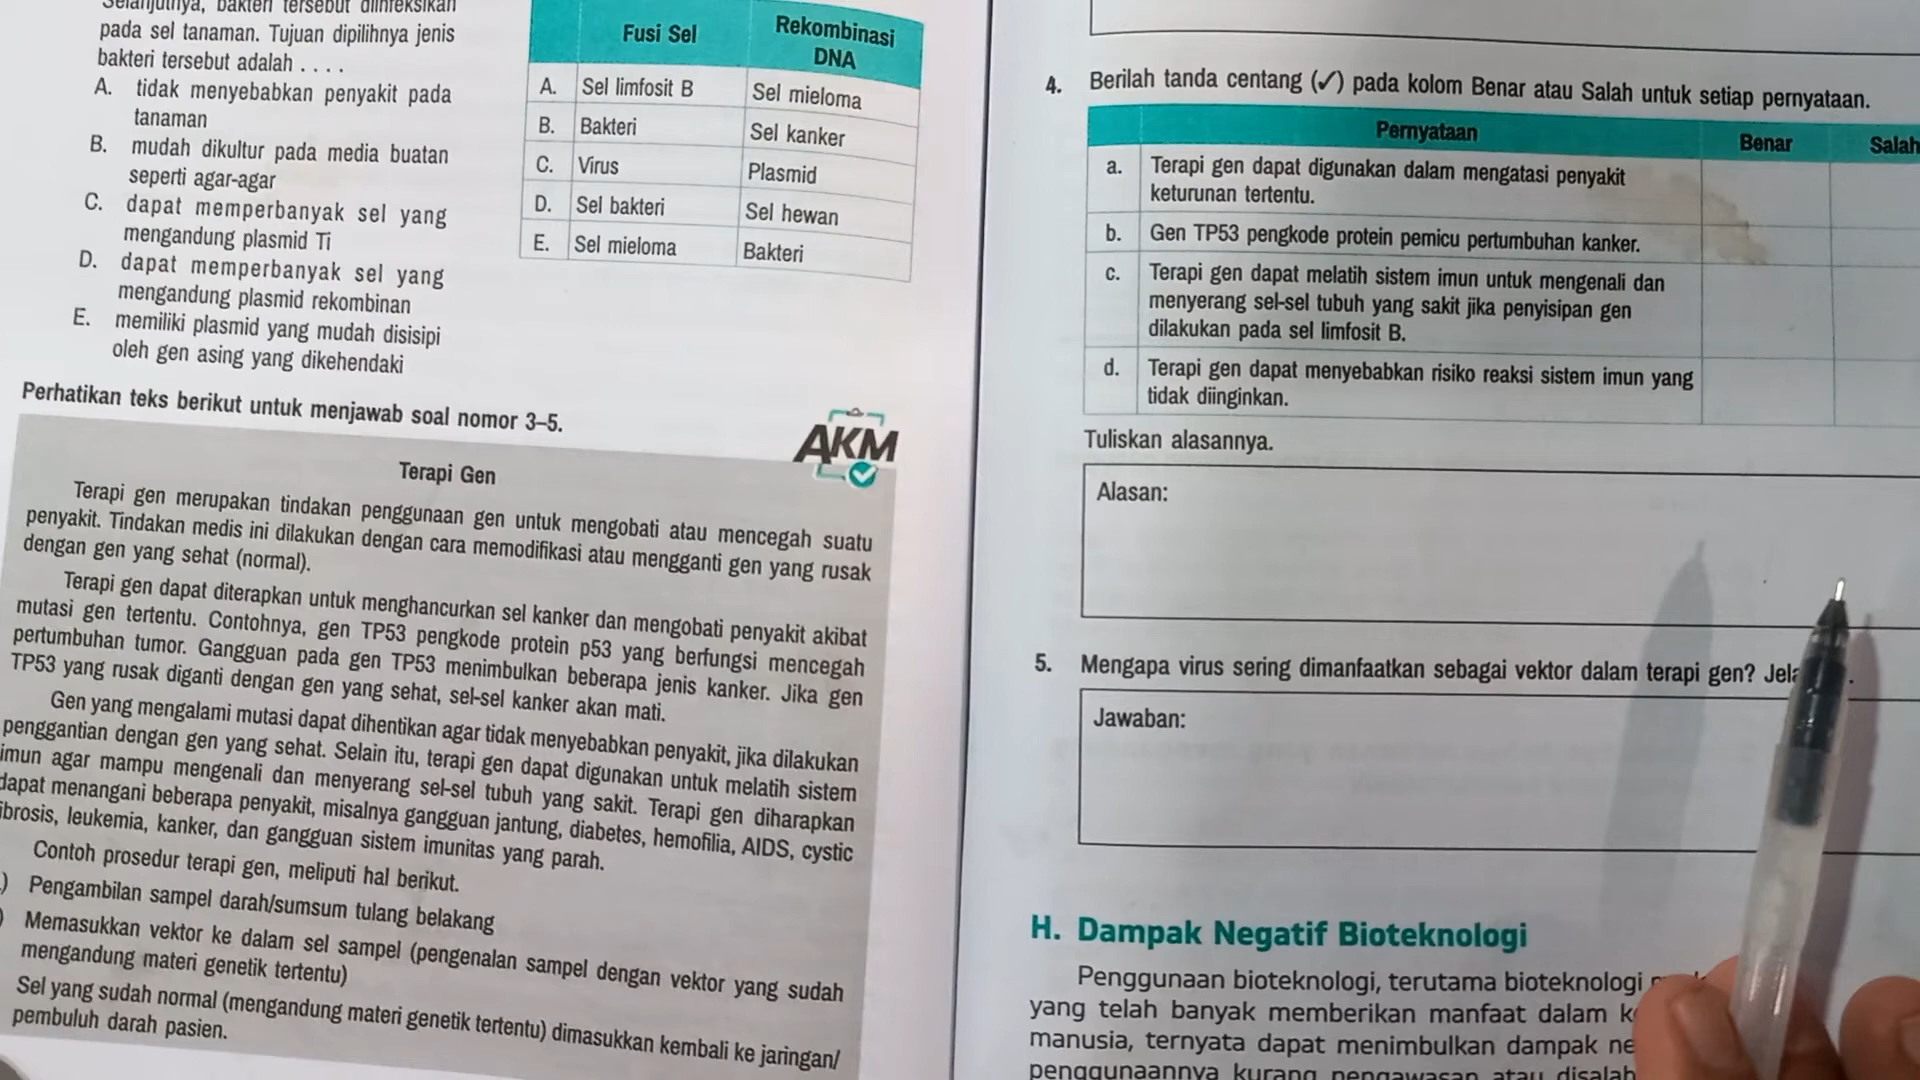 Selanjutnya, bakteri tersebut diinfeksikan
pada sel tanaman. Tujuan dipilihnya jenis
bakteri tersebut adalah . . . .
A. tidak menyebabkan penyakit pada
tanaman
B. mudah dikultur pada media buatan
seperti agar-agar
C. dapat memperbanyak sel yang
mengandung plasmid Ti
D. dapat memperbanyak sel yang
mengandung plasmid rekombinan
E. memiliki plasmid yang mudah disisipi
oleh gen asing yang dikehendaki
Fusi Sel Rekombinasi
DNA
A. Sel limfosit B Sel mieloma
B. Bakteri Sel kanker
C. Virus Plasmid
D. Sel bakteri Sel hewan
E. Sel mieloma Bakteri
Perhatikan teks berikut untuk menjawab soal nomor 3–5.
AKM
Terapi Gen
Terapi gen merupakan tindakan penggunaan gen untuk mengobati atau mencegah suatu
penyakit. Tindakan medis ini dilakukan dengan cara memodifikasi atau mengganti gen yang rusak
dengan gen yang sehat (normal).
Terapi gen dapat diterapkan untuk menghancurkan sel kanker dan mengobati penyakit akibat
mutasi gen tertentu. Contohnya, gen TP53 pengkode protein p53 yang berfungsi mencegah
pertumbuhan tumor. Gangguan pada gen TP53 menimbulkan beberapa jenis kanker. Jika gen
TP53 yang rusak diganti dengan gen yang sehat, sel-sel kanker akan mati.
Gen yang mengalami mutasi dapat dihentikan agar tidak menyebabkan penyakit, jika dilakukan
penggantian dengan gen yang sehat. Selain itu, terapi gen dapat digunakan untuk melatih sistem
imun agar mampu mengenali dan menyerang sel-sel tubuh yang sakit. Terapi gen diharapkan
dapat menangani beberapa penyakit, misalnya gangguan jantung, diabetes, hemofilia, AIDS, cystic
ibrosis, leukemia, kanker, dan gangguan sistem imunitas yang parah.
Contoh prosedur terapi gen, meliputi hal berikut.
) Pengambilan sampel darah/sumsum tulang belakang
) Memasukkan vektor ke dalam sel sampel (pengenalan sampel dengan vektor yang sudah
mengandung materi genetik tertentu)
Sel yang sudah normal (mengandung materi genetik tertentu) dimasukkan kembali ke jaringan/
pembuluh darah pasien.
4. Berilah tanda centang (✓) pada kolom Benar atau Salah untuk setiap pernyataan.
Pernyataan Benar Salah
a. Terapi gen dapat digunakan dalam mengatasi penyakit
keturunan tertentu.
b. Gen TP53 pengkode protein pemicu pertumbuhan kanker.
c. Terapi gen dapat melatih sistem imun untuk mengenali dan
menyerang sel-sel tubuh yang sakit jika penyisipan gen
dilakukan pada sel limfosit B.
d. Terapi gen dapat menyebabkan risiko reaksi sistem imun yang
tidak diinginkan.
Tuliskan alasannya.
Alasan:
5. Mengapa virus sering dimanfaatkan sebagai vektor dalam terapi gen? Jela
Jawaban:
H. Dampak Negatif Bioteknologi
Penggunaan bioteknologi, terutama bioteknologi
yang telah banyak memberikan manfaat dalam k
manusia, ternyata dapat menimbulkan dampak ne
penggunaannya kurang pengawasan atau disalah